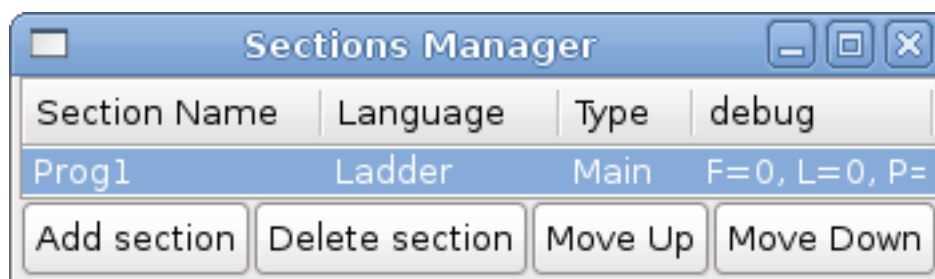 Sections Manager
Section Name Language Type debug
Prog1 Ladder Main F=0, L=0, P=
Add section Delete section Move Up Move Down